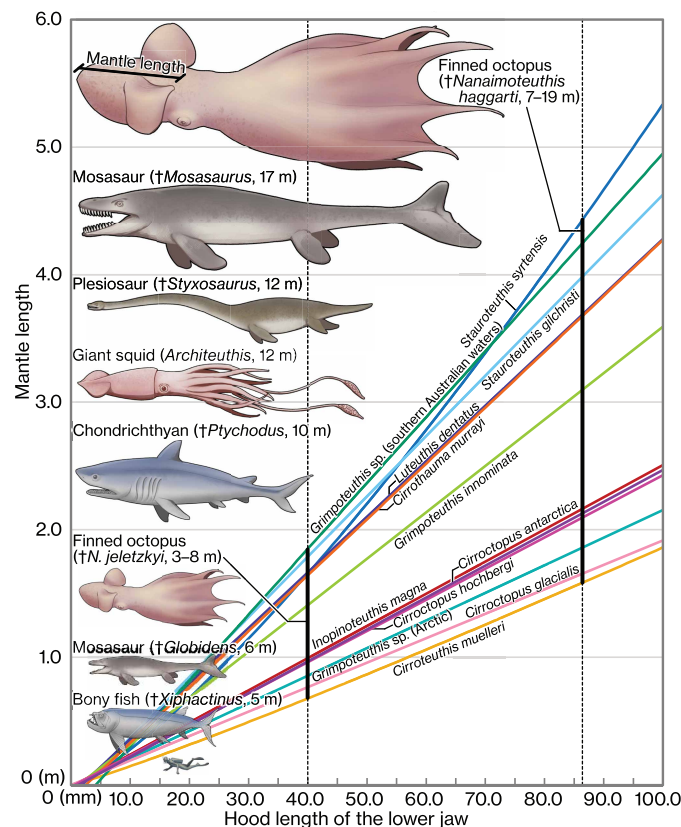 6.0
Mantle length
Finned octopus
(†Nanaimoteuthis
haggarti, 7–19 m)
5.0
Mosasaur (†Mosasaurus, 17 m)
4.0
Plesiosaur (†Styxosaurus, 12 m)
Stauroteuthis syrtensis
Giant squid (Architeuthis, 12 m)
Stauroteuthis gilchristi
3.0
Chondrichthyan (†Ptychodus, 10 m)
Grimpoteuthis sp. (southern Australian waters)
Luteuthis dentatus
Cirrothauma murrayi
Grimpoteuthis innominata
2.0
Finned octopus
(†N. jeletzkyi, 3–8 m)
Cirroctopus antarctica
Inopinoteuthis magna
Cirroctopus hochbergi
Cirroctopus glacialis
Grimpoteuthis sp. (Arctic)
Cirroteuthis muelleri
Mosasaur (†Globidens, 6 m)
1.0
Bony fish (†Xiphactinus, 5 m)
0 (m)
Mantle length
0 (mm) 10.0 20.0 30.0 40.0 50.0 60.0 70.0 80.0 90.0 100.0
Hood length of the lower jaw